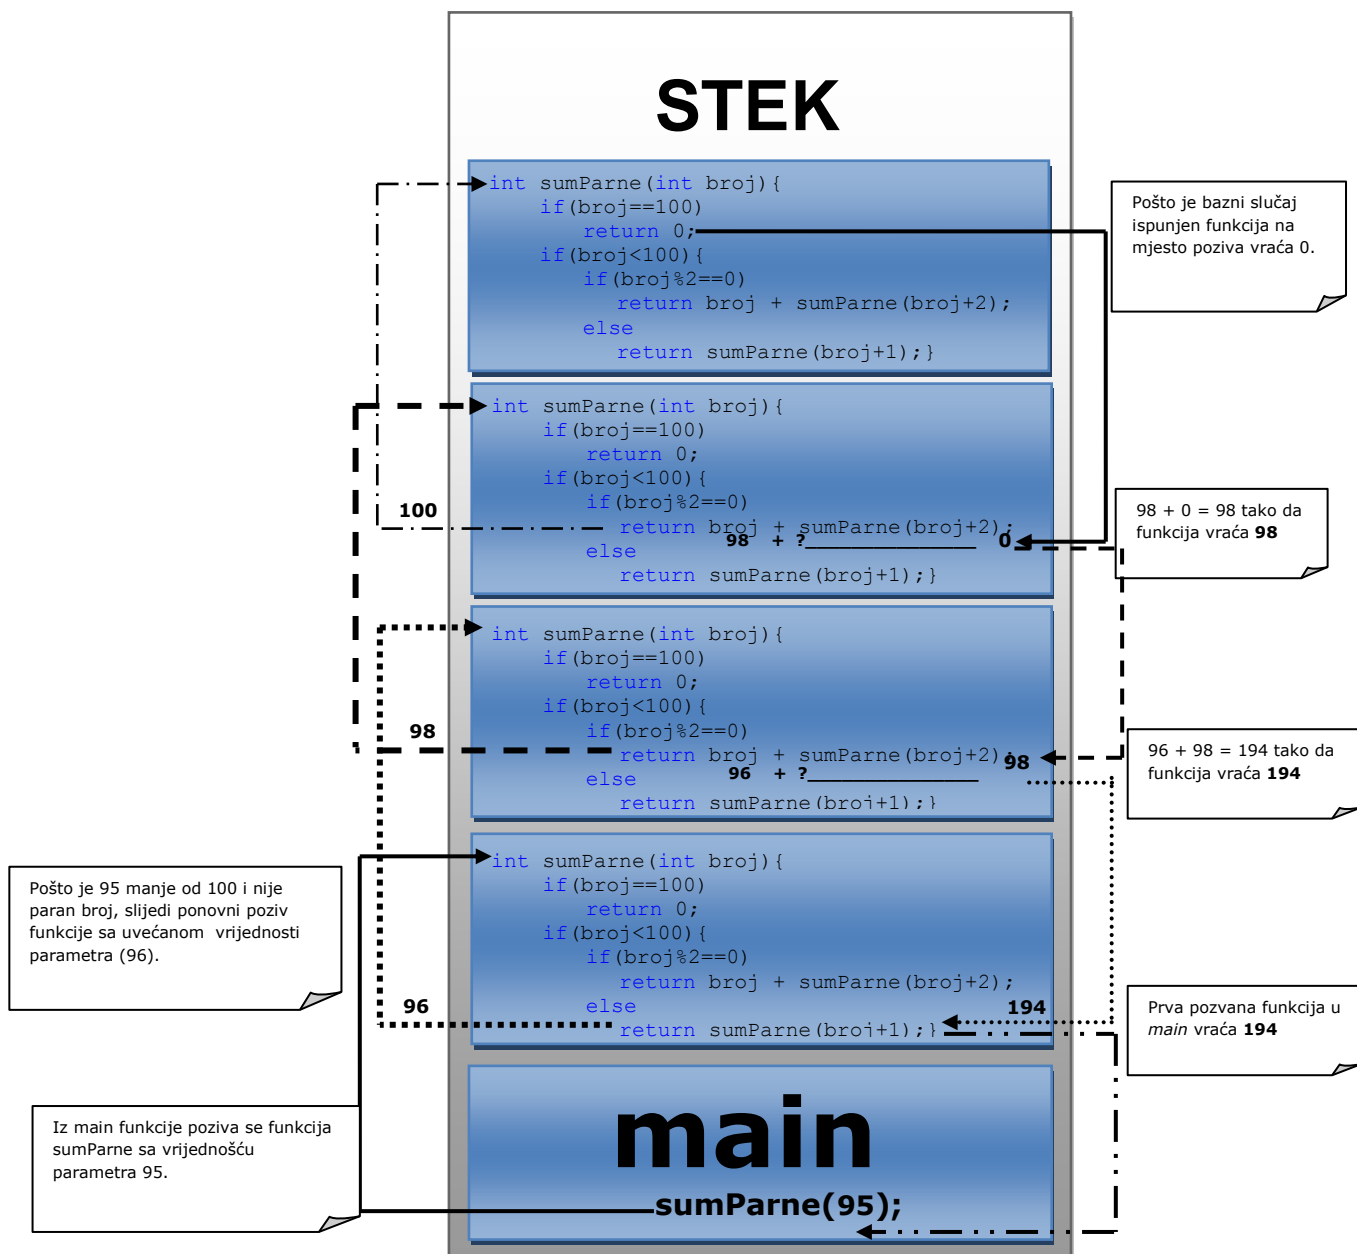 STEK
int sumParne(int broj){
if(broj==100)
return 0;
if(broj<100){
if(broj%2==0)
return broj + sumParne(broj+2);
else
return sumParne(broj+1);}
Pošto je bazni slučaj
ispunjen funkcija na
mjesto poziva vraća 0.
int sumParne(int broj){
if(broj==100)
return 0;
if(broj<100){
if(broj%2==0)
100
return broj + sumParne(broj+2);
98 + ?_______________ 0
else
return sumParne(broj+1);}
98 + 0 = 98 tako da
funkcija vraća 98
int sumParne(int broj){
if(broj==100)
return 0;
if(broj<100){
if(broj%2==0)
98
return broj + sumParne(broj+2);
96 + ?_______________ 98
else
return sumParne(broj+1);}
96 + 98 = 194 tako da
funkcija vraća 194
int sumParne(int broj){
if(broj==100)
return 0;
if(broj<100){
if(broj%2==0)
return broj + sumParne(broj+2);
else
96
194
return sumParne(broj+1);}
Pošto je 95 manje od 100 i nije
paran broj, slijedi ponovni poziv
funkcije sa uvećanom vrijednosti
parametra (96).
Prva pozvana funkcija u
main vraća 194
main
sumParne(95);
Iz main funkcije poziva se funkcija
sumParne sa vrijednošću
parametra 95.